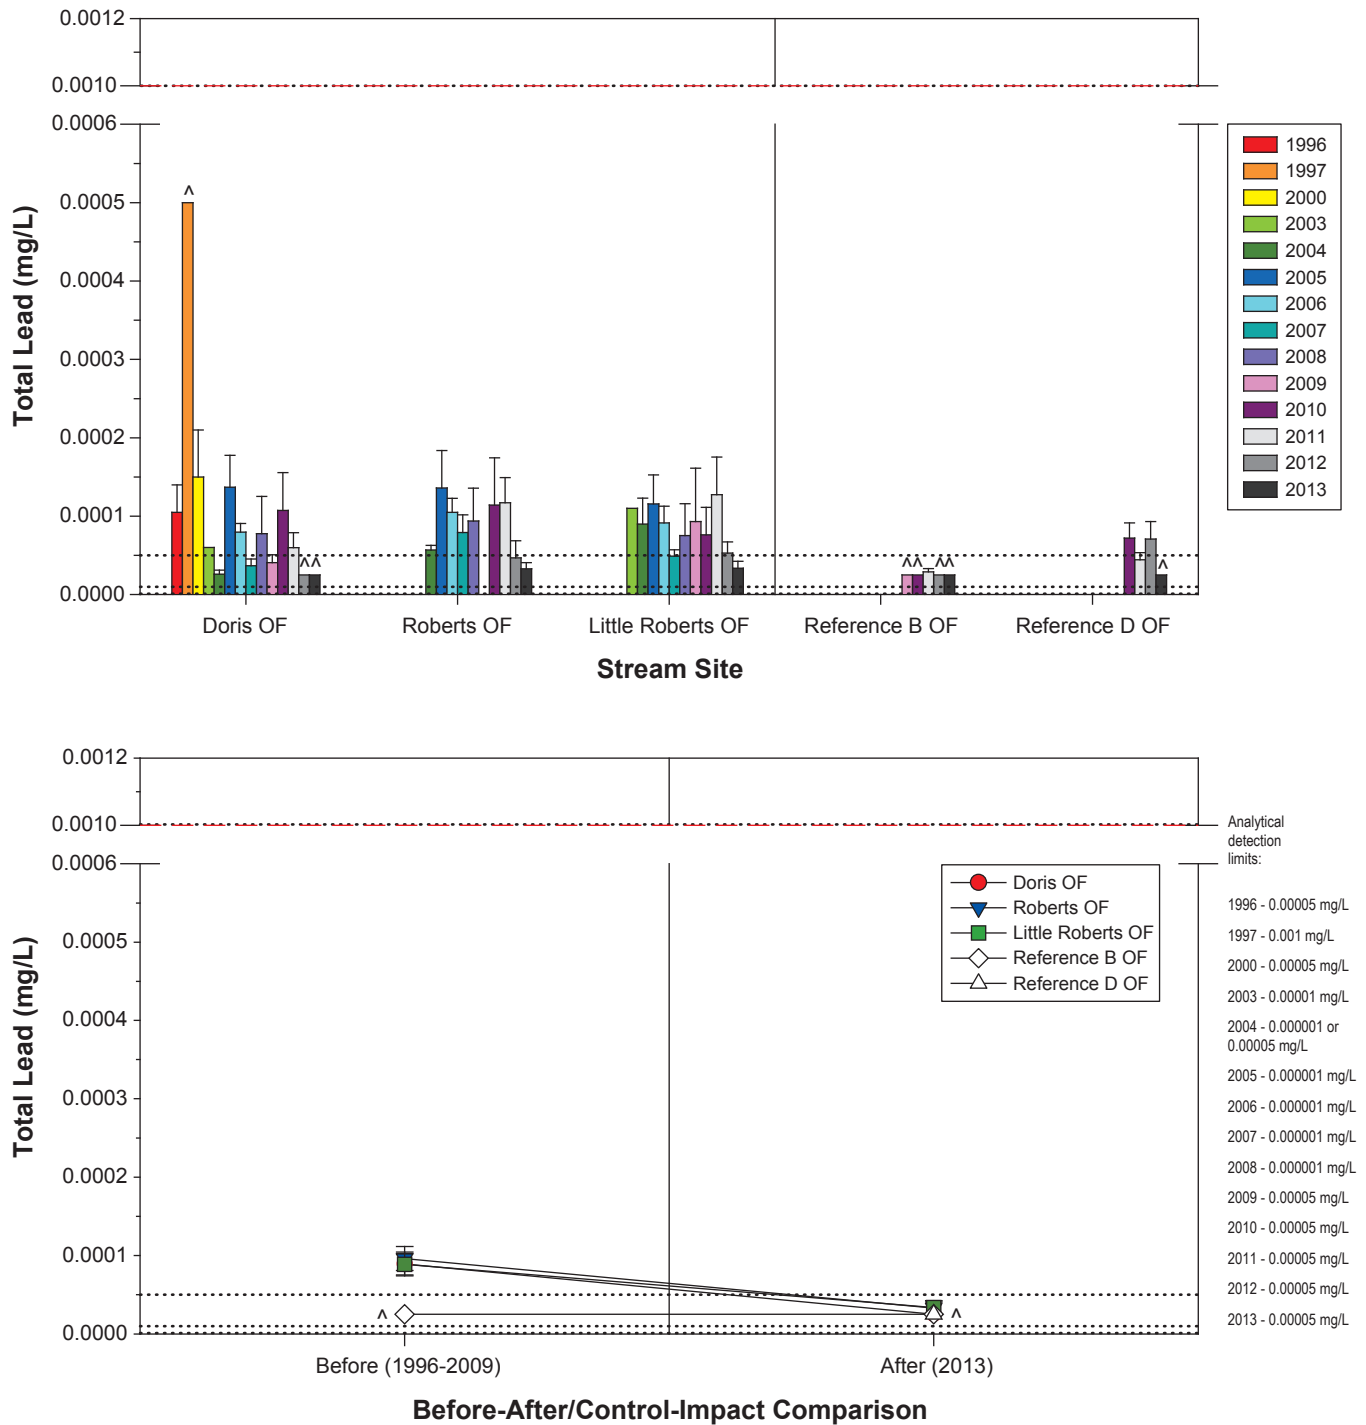 0.0012
0.0010
0.0006
0.0005
0.0004
0.0003
0.0002
0.0001
0.0000
Total Lead (mg/L)
^
^^
^^ ^^
^
Doris OF
Roberts OF
Little Roberts OF
Reference B OF
Reference D OF
Stream Site
1996
1997
2000
2003
2004
2005
2006
2007
2008
2009
2010
2011
2012
2013
0.0012
0.0010
0.0006
0.0005
0.0004
0.0003
0.0002
0.0001
0.0000
Total Lead (mg/L)
Doris OF
Roberts OF
Little Roberts OF
Reference B OF
Reference D OF
^
^
Before (1996-2009)
After (2013)
Before-After/Control-Impact Comparison
Analytical
detection
limits:
1996 - 0.00005 mg/L
1997 - 0.001 mg/L
2000 - 0.00005 mg/L
2003 - 0.00001 mg/L
2004 - 0.000001 or
0.00005 mg/L
2005 - 0.000001 mg/L
2006 - 0.000001 mg/L
2007 - 0.000001 mg/L
2008 - 0.000001 mg/L
2009 - 0.00005 mg/L
2010 - 0.00005 mg/L
2011 - 0.00005 mg/L
2012 - 0.00005 mg/L
2013 - 0.00005 mg/L